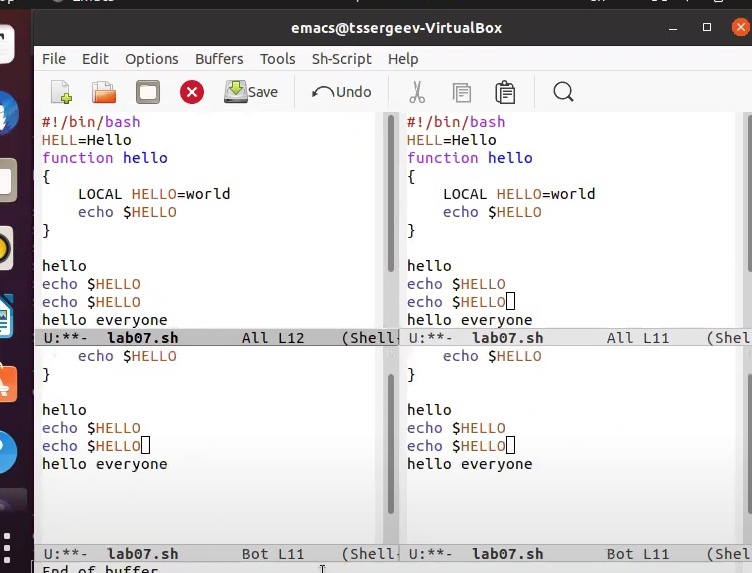 emacs@tssergeev-VirtualBox
File Edit Options Buffers Tools Sh-Script Help
Save Undo
#!/bin/bash
HELL=Hello
function hello
{
    LOCAL HELLO=world
    echo $HELLO
}
hello
echo $HELLO
echo $HELLO
hello everyone
U:**- lab07.sh All L12 (Shell-
#!/bin/bash
HELL=Hello
function hello
{
    LOCAL HELLO=world
    echo $HELLO
}
hello
echo $HELLO
echo $HELLO
hello everyone
U:**- lab07.sh All L11 (Shel
    echo $HELLO
}
hello
echo $HELLO
echo $HELLO
hello everyone
U:**- lab07.sh Bot L11 (Shell-
    echo $HELLO
}
hello
echo $HELLO
echo $HELLO
hello everyone
U:**- lab07.sh Bot L11 (Shel
End of buffer